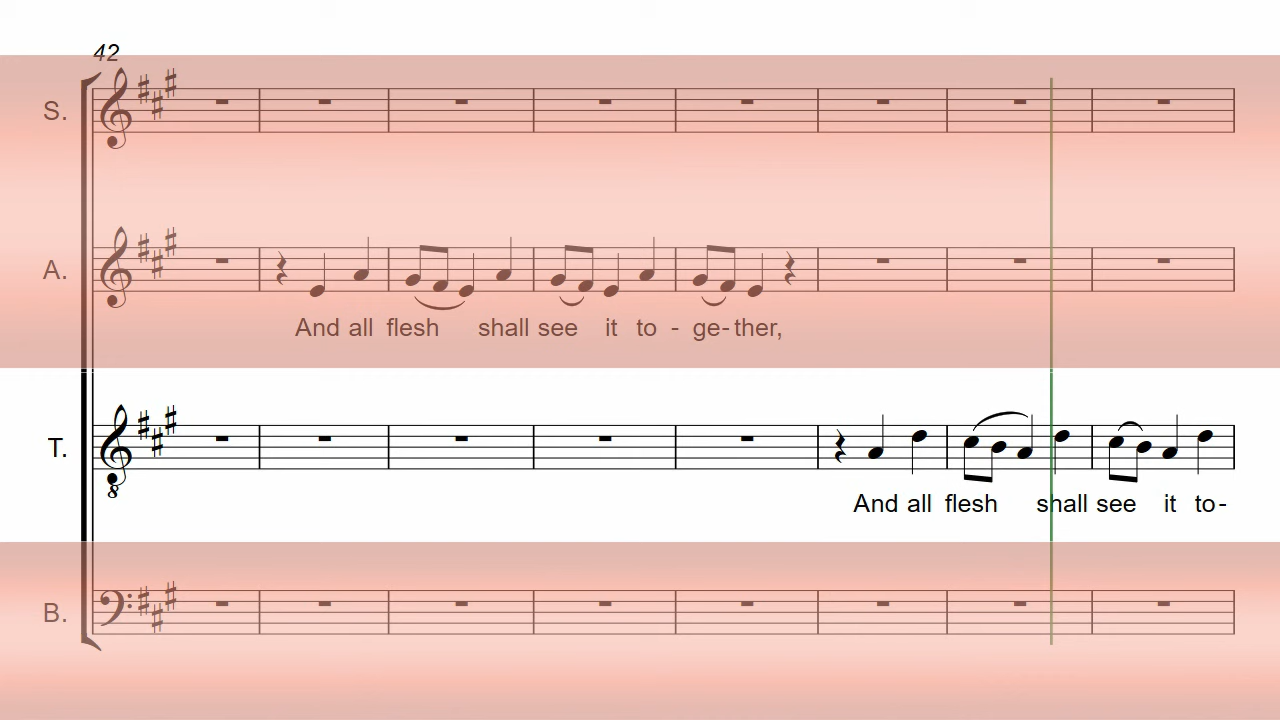 42
S.
A.
And all flesh shall see it to - ge- ther,
T.
8
And all flesh shall see it to-
B.